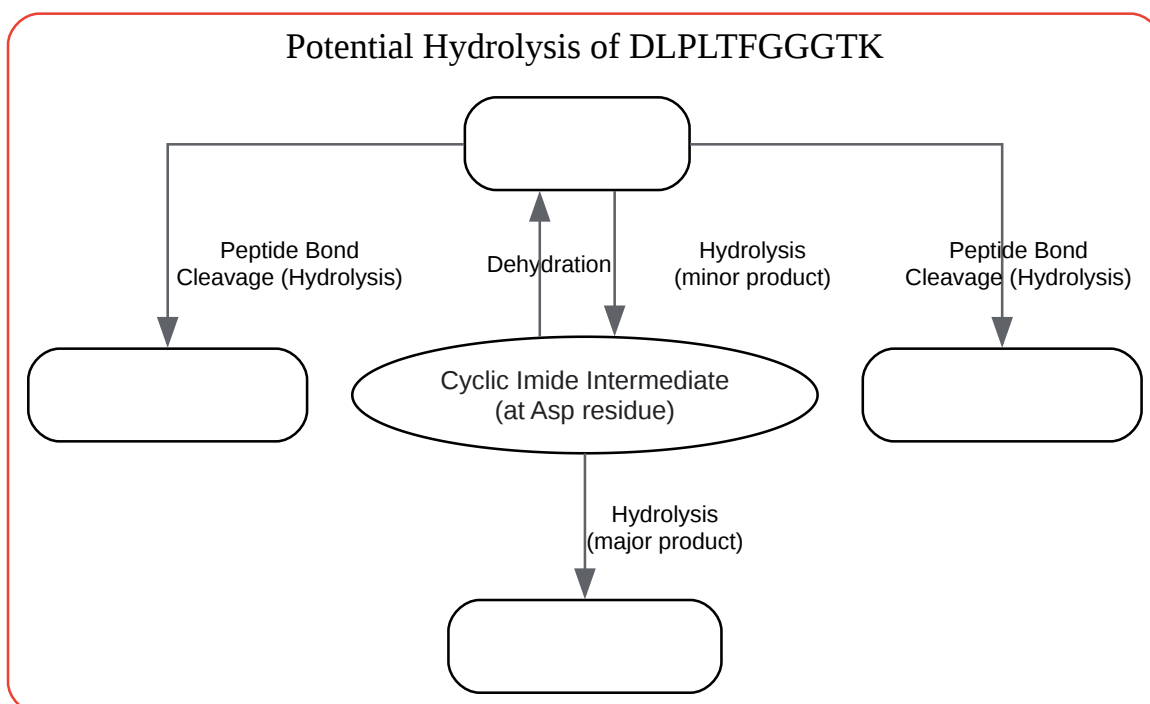 Potential Hydrolysis of DLPLTFGGGTK
Peptide Bond
Cleavage (Hydrolysis)
Dehydration
Hydrolysis
(minor product)
Peptide Bond
Cleavage (Hydrolysis)
Cyclic Imide Intermediate
(at Asp residue)
Hydrolysis
(major product)